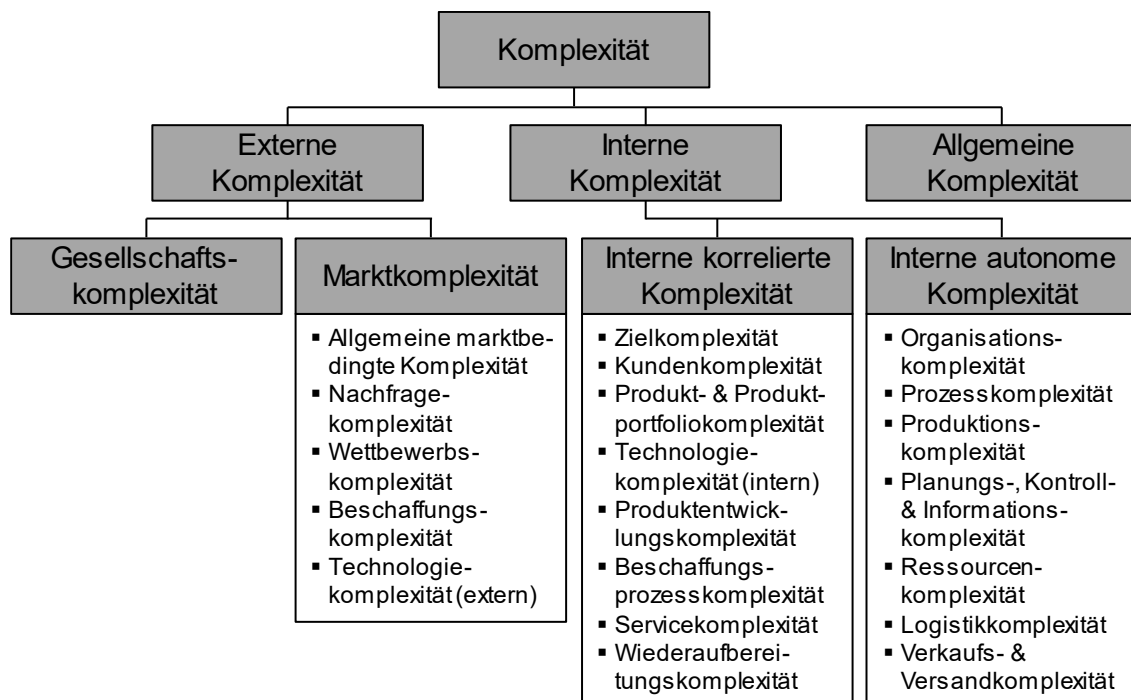 Komplexität
Externe
Komplexität
Interne
Komplexität
Allgemeine
Komplexität
Gesellschafts-
komplexität
Marktkomplexität
▪ Allgemeine marktbe-
dingte Komplexität
▪ Nachfrage-
komplexität
▪ Wettbewerbs-
komplexität
▪ Beschaffungs-
komplexität
▪ Technologie-
komplexität (extern)
Interne korrelierte
Komplexität
▪ Zielkomplexität
▪ Kundenkomplexität
▪ Produkt- & Produkt-
portfoliokomplexität
▪ Technologie-
komplexität (intern)
▪ Produktentwick-
lungskomplexität
▪ Beschaffungs-
prozesskomplexität
▪ Servicekomplexität
▪ Wiederaufberei-
tungskomplexität
Interne autonome
Komplexität
▪ Organisations-
komplexität
▪ Prozesskomplexität
▪ Produktions-
komplexität
▪ Planungs-, Kontroll-
& Informations-
komplexität
▪ Ressourcen-
komplexität
▪ Logistikkomplexität
▪ Verkaufs- &
Versandkomplexität